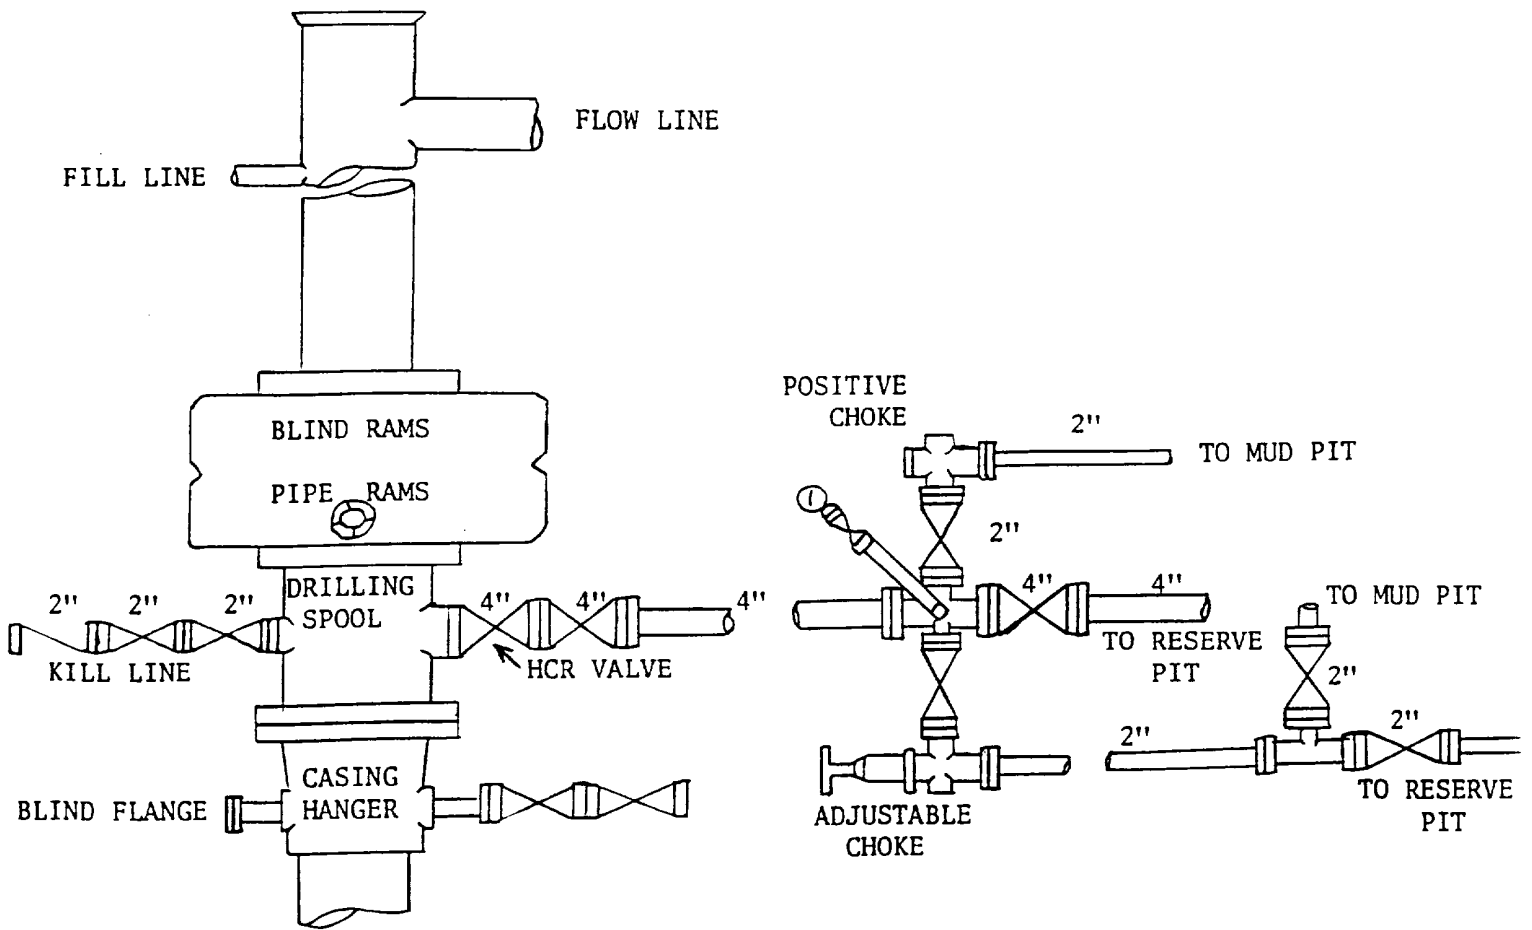 FLOW LINE
FILL LINE
BLIND RAMS
PIPE RAMS
DRILLING
SPOOL
2" 2" 2"
KILL LINE
4" 4" 4"
HCR VALVE
CASING
HANGER
BLIND FLANGE
POSITIVE
CHOKE
2"
TO MUD PIT
1
2"
4" 4"
TO RESERVE
PIT
ADJUSTABLE
CHOKE
TO MUD PIT
2"
2" 2"
TO RESERVE
PIT